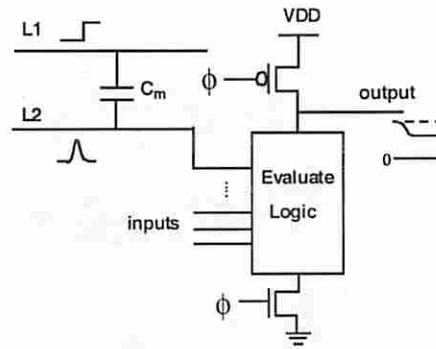 L1
VDD
ϕ
Cm
output
L2
0
Evaluate
Logic
inputs
ϕ